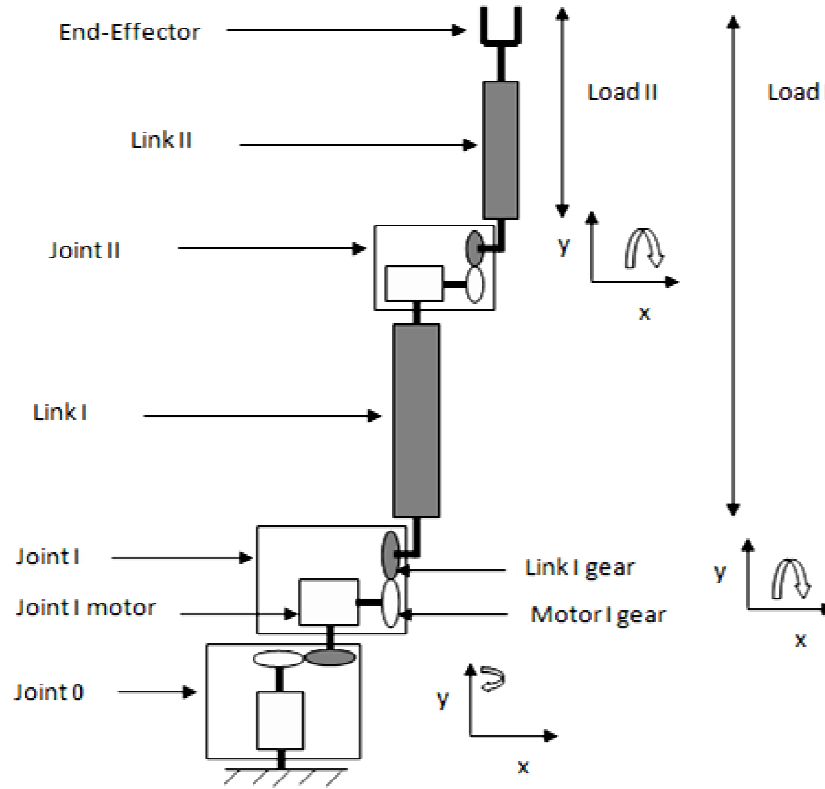 End-Effector
Load II
Load I
Link II
Joint II
y
x
Link I
Joint I
Link I gear
y
Joint I motor
Motor I gear
x
Joint 0
y
x